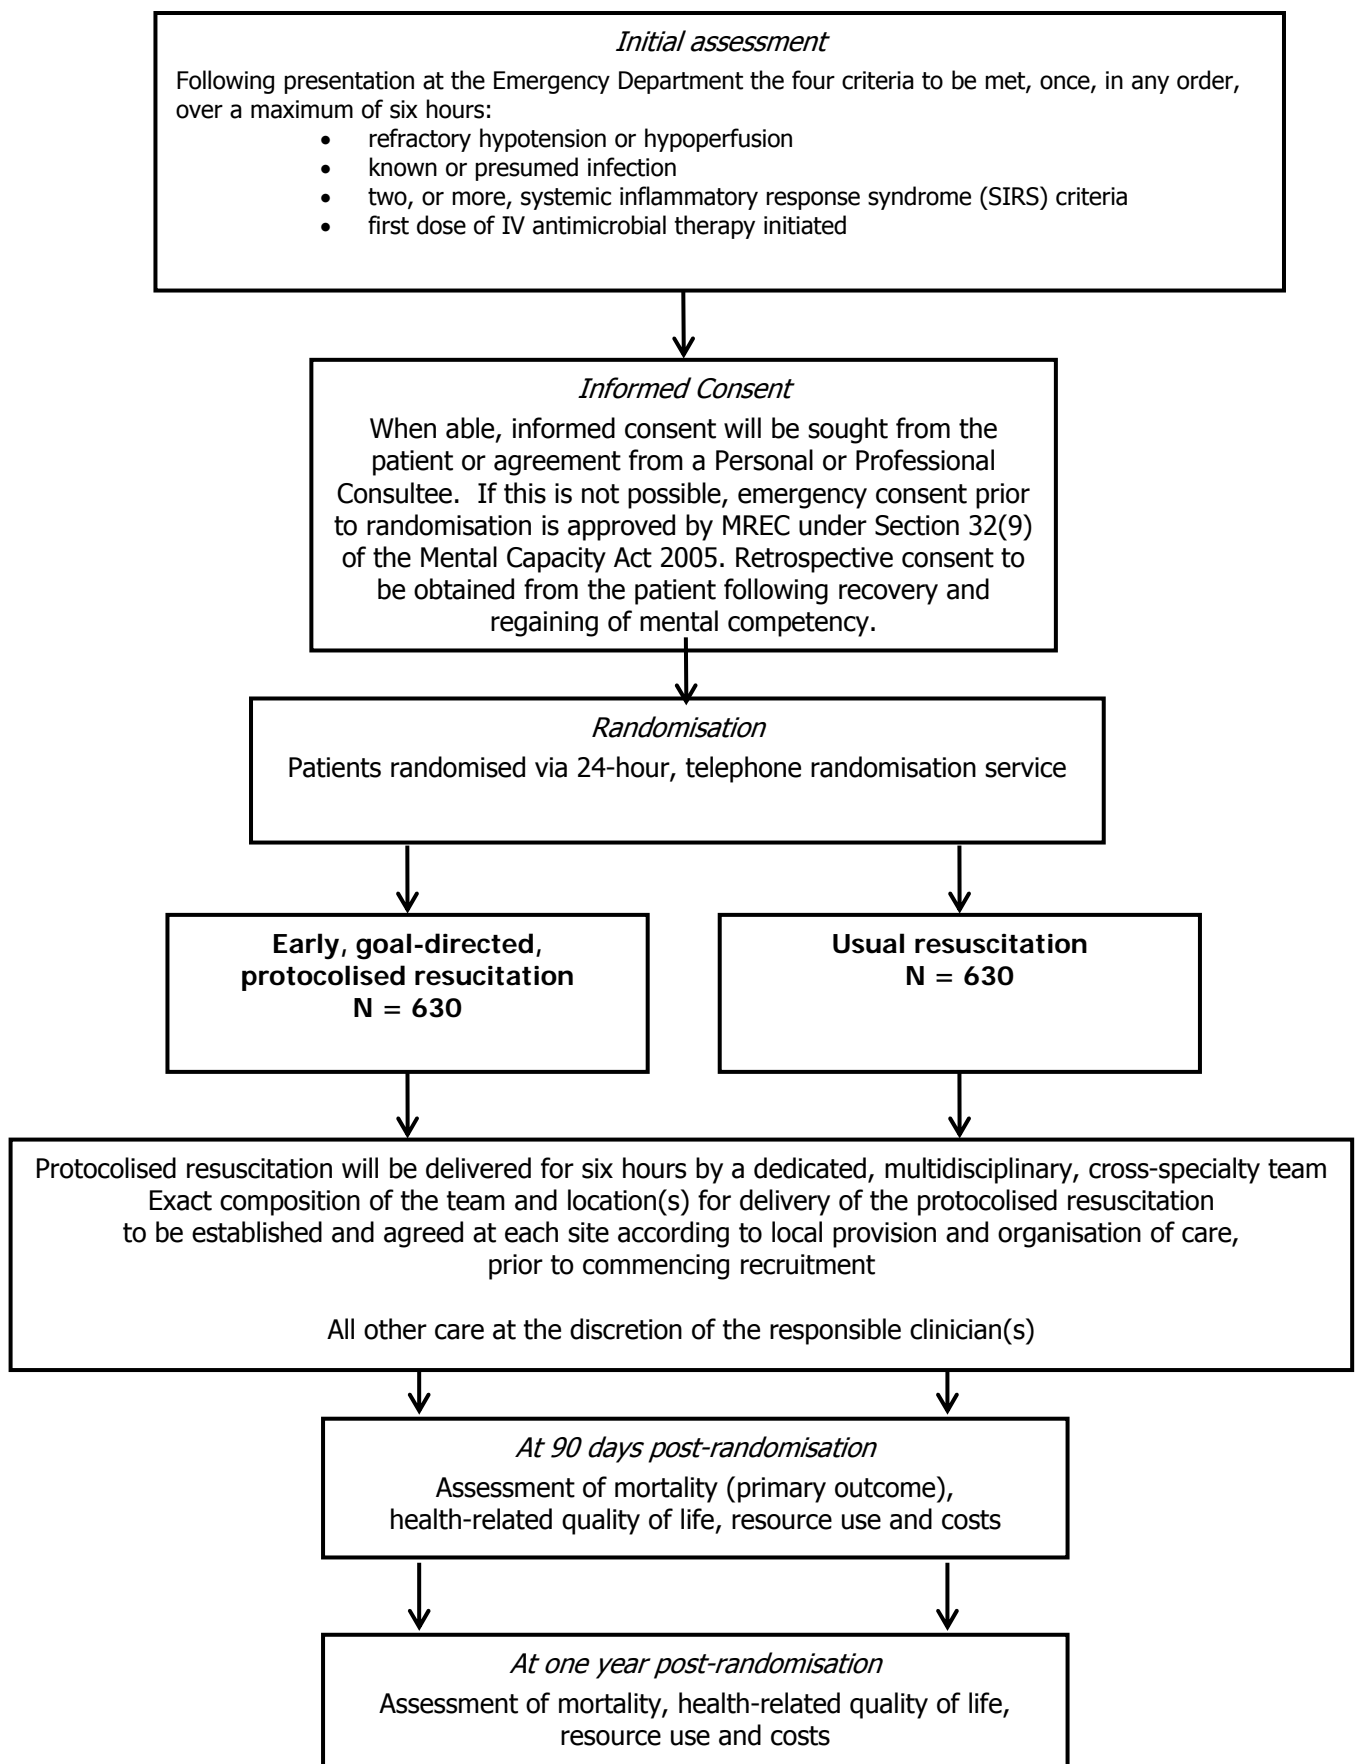 Initial assessment
Following presentation at the Emergency Department the four criteria to be met, once, in any order,
over a maximum of six hours:
• refractory hypotension or hypoperfusion
• known or presumed infection
• two, or more, systemic inflammatory response syndrome (SIRS) criteria
• first dose of IV antimicrobial therapy initiated
Informed Consent
When able, informed consent will be sought from the
patient or agreement from a Personal or Professional
Consultee. If this is not possible, emergency consent prior
to randomisation is approved by MREC under Section 32(9)
of the Mental Capacity Act 2005. Retrospective consent to
be obtained from the patient following recovery and
regaining of mental competency.
Randomisation
Patients randomised via 24-hour, telephone randomisation service
Early, goal-directed,
protocolised resucitation
N = 630
Usual resuscitation
N = 630
Protocolised resuscitation will be delivered for six hours by a dedicated, multidisciplinary, cross-specialty team
Exact composition of the team and location(s) for delivery of the protocolised resuscitation
to be established and agreed at each site according to local provision and organisation of care,
prior to commencing recruitment
All other care at the discretion of the responsible clinician(s)
At 90 days post-randomisation
Assessment of mortality (primary outcome),
health-related quality of life, resource use and costs
At one year post-randomisation
Assessment of mortality, health-related quality of life,
resource use and costs